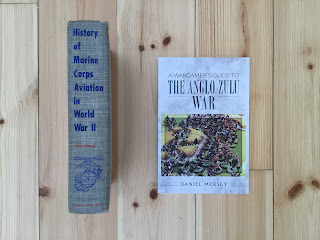 History
of
Marine
Corps
Aviation
in
World
War II
A WARGAMER'S GUIDE TO
THE ANGLO ZULU
WAR
DANIEL MERSEY